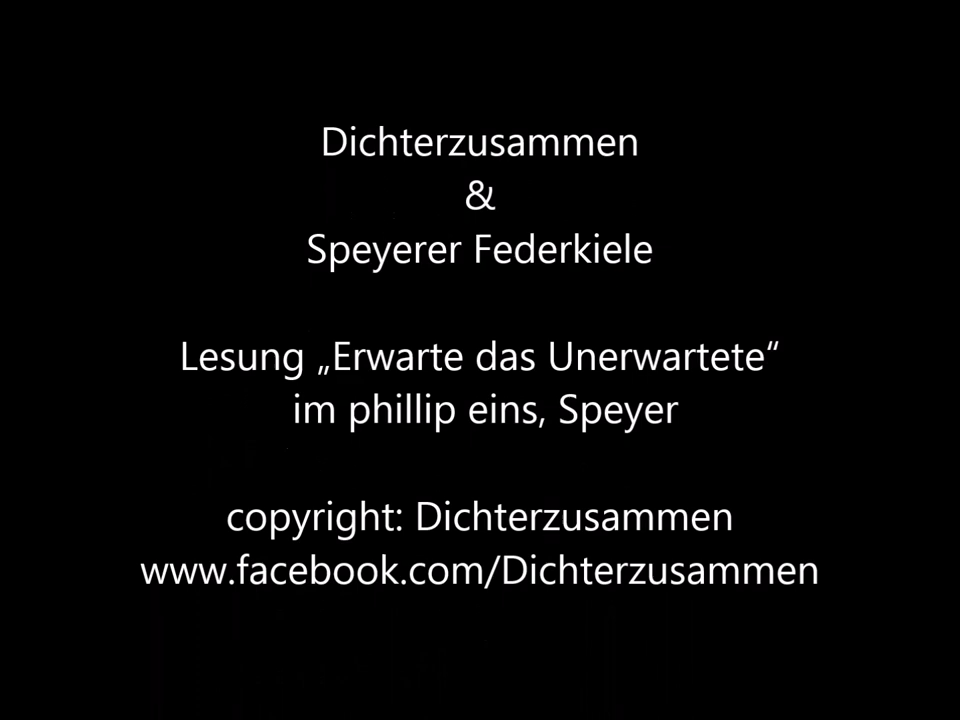 Dichterzusammen
&
Speyerer Federkiele
Lesung „Erwarte das Unerwartete“
im phillip eins, Speyer
copyright: Dichterzusammen
www.facebook.com/Dichterzusammen